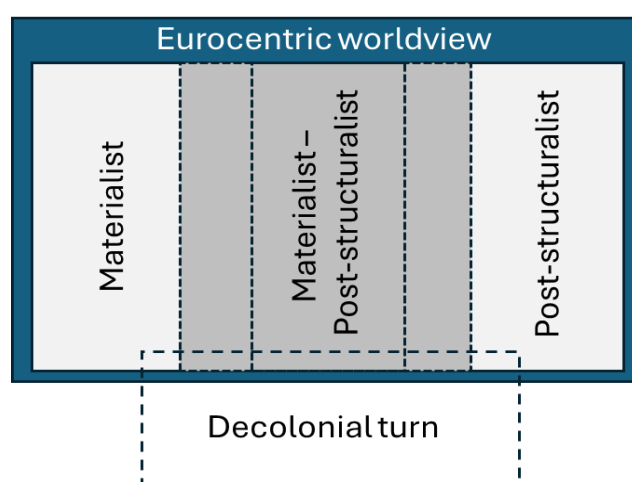 Eurocentric worldview
Materialist
Materialist –
Post-structuralist
Post-structuralist
Decolonial turn